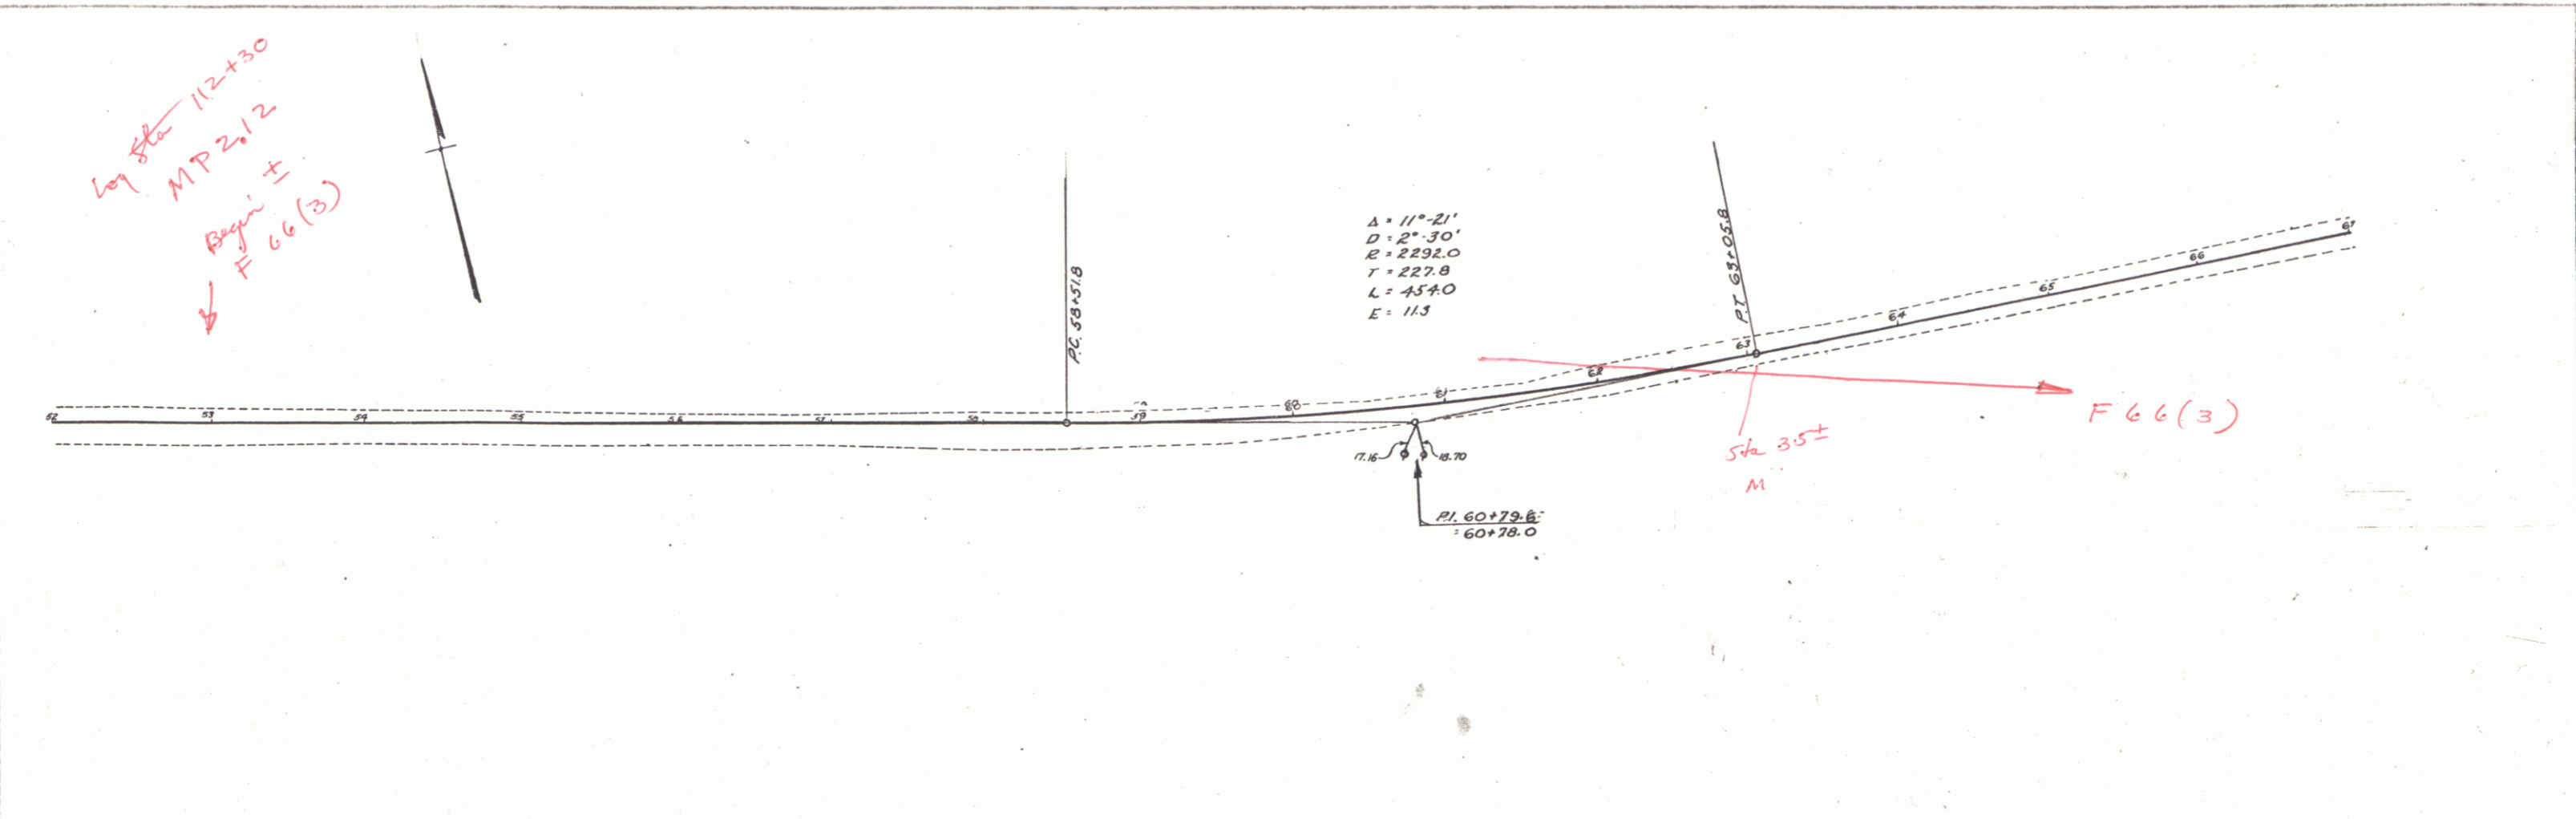 Log Sta 112+30
MP 2.12
Begin ±
F 66(3)
P.C. 58+51.8
Δ = 11°-21'
D = 2°-30'
R = 2292.0
T = 227.8
L = 454.0
E = 11.3
P.T. 63+05.8
52 53 54 55 56 57 58 59 60 61 62 63 64 65 66 67
17.16
18.70
P.I. 60+79.6=
= 60+78.0
Sta 35±
M
F 66(3)